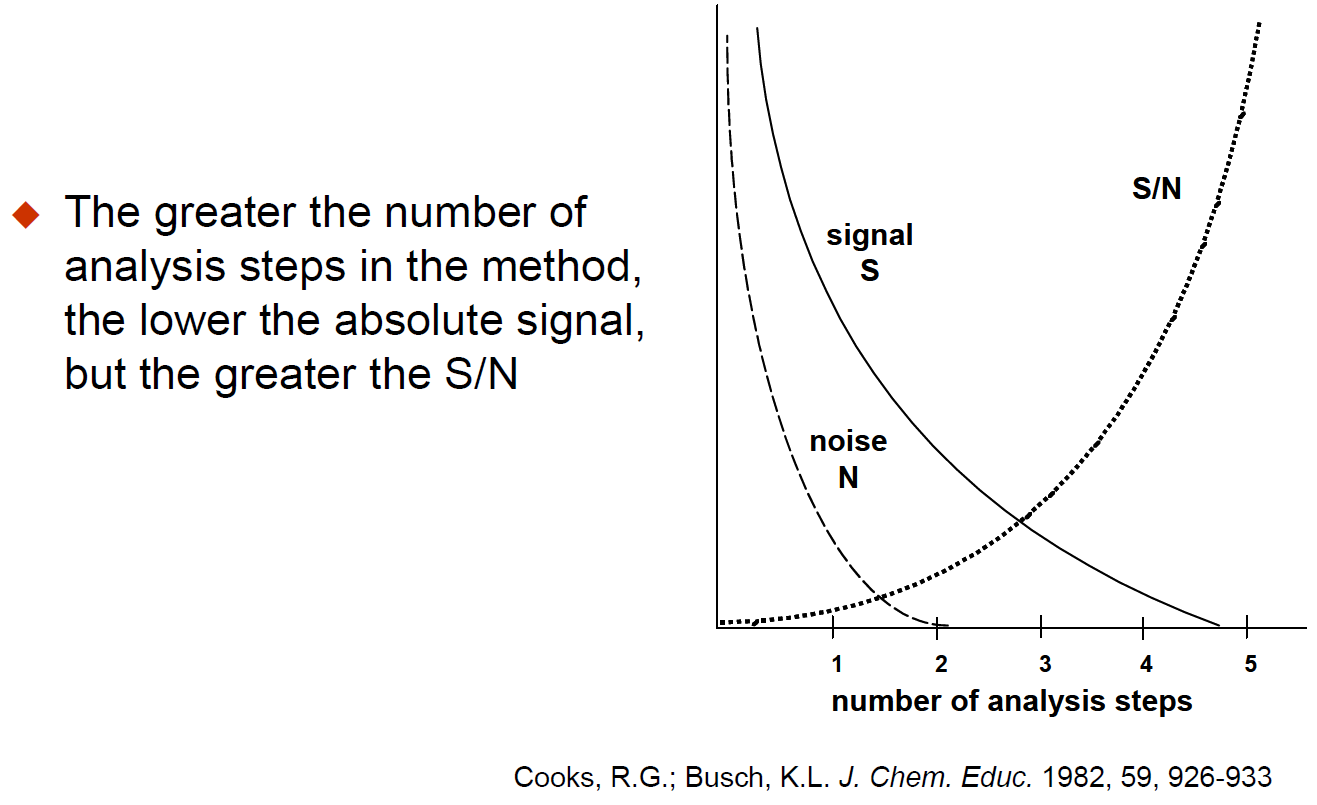 The greater the number of
analysis steps in the method,
the lower the absolute signal,
but the greater the S/N
S/N
signal
S
noise
N
1 2 3 4 5
number of analysis steps
Cooks, R.G.; Busch, K.L. J. Chem. Educ. 1982, 59, 926-933